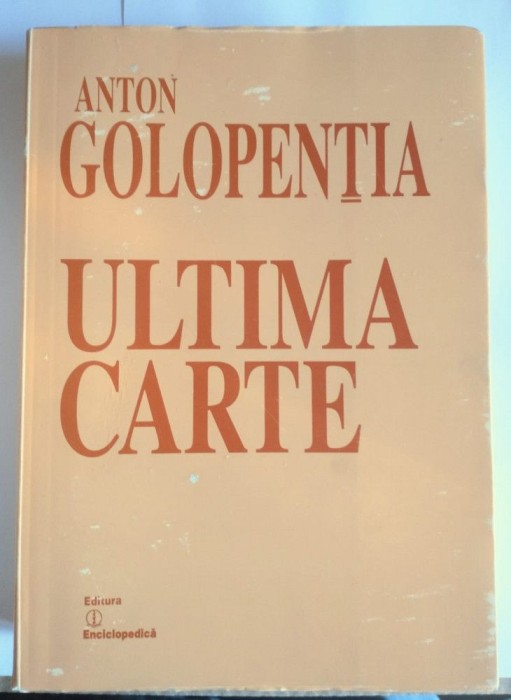 ANTON
GOLOPENȚIA
ULTIMA
CARTE
Editura
Enciclopedică